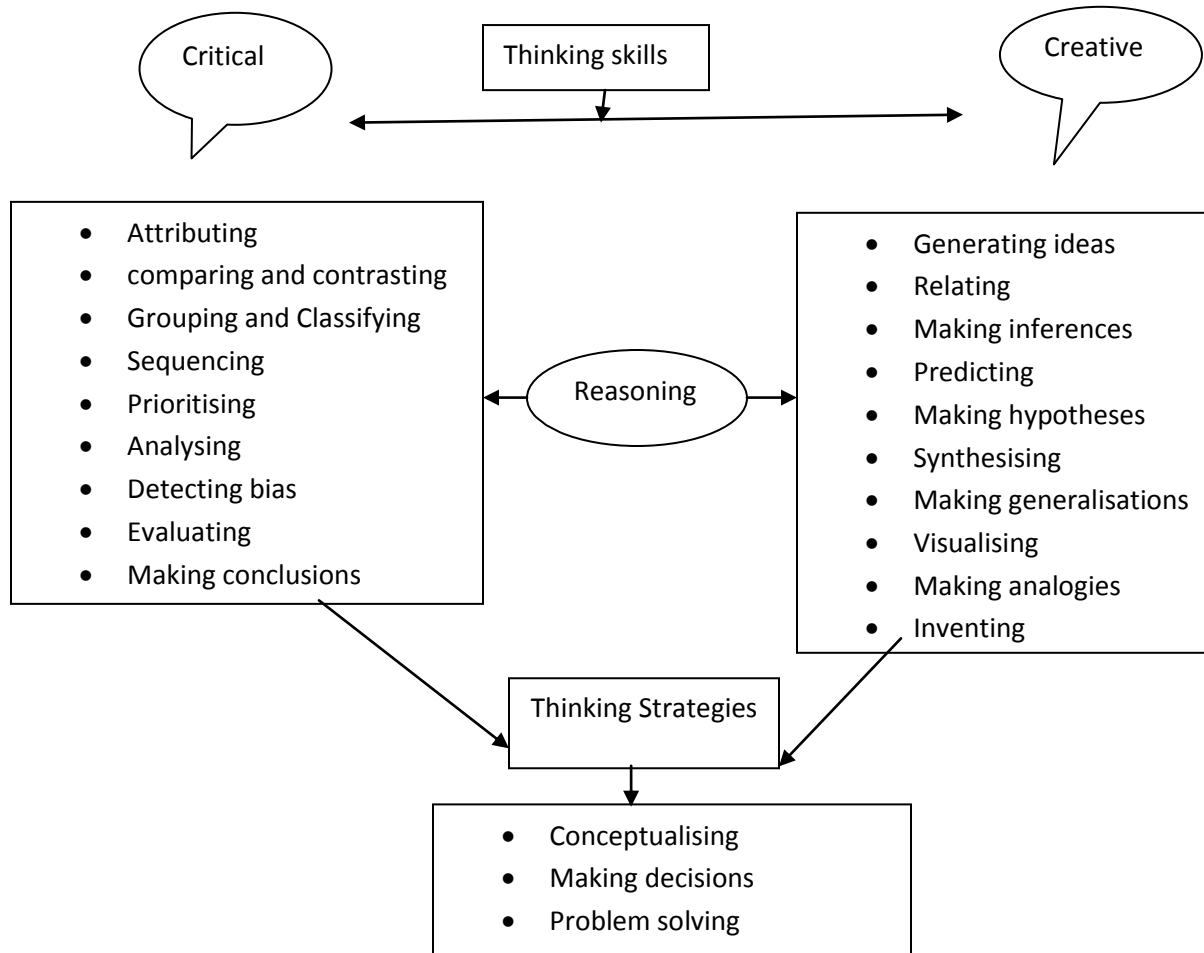 Critical
Thinking skills
Creative
• Attributing
• comparing and contrasting
• Grouping and Classifying
• Sequencing
• Prioritising
• Analysing
• Detecting bias
• Evaluating
• Making conclusions
Reasoning
• Generating ideas
• Relating
• Making inferences
• Predicting
• Making hypotheses
• Synthesising
• Making generalisations
• Visualising
• Making analogies
• Inventing
Thinking Strategies
• Conceptualising
• Making decisions
• Problem solving